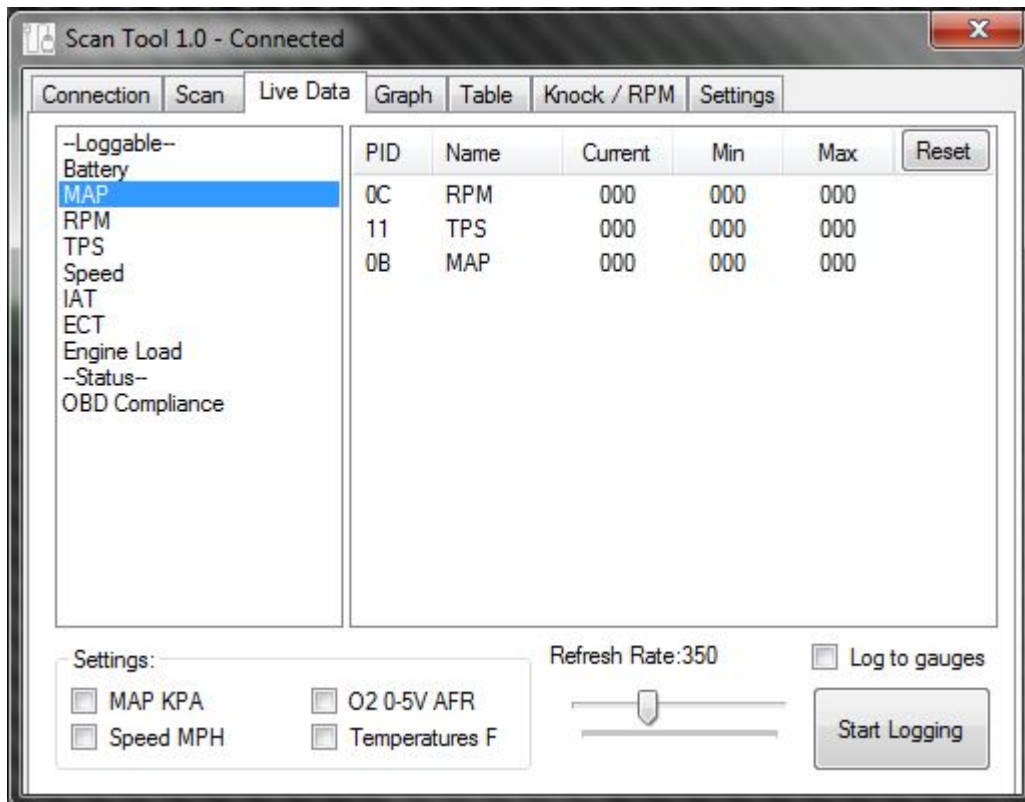 Scan Tool 1.0 - Connected
Connection Scan Live Data Graph Table Knock / RPM Settings
--Loggable--
Battery
MAP
RPM
TPS
Speed
IAT
ECT
Engine Load
--Status--
OBD Compliance
PID Name Current Min Max Reset
0C RPM 000 000 000
11 TPS 000 000 000
0B MAP 000 000 000
Settings:
MAP KPA O2 0-5V AFR
Speed MPH Temperatures F
Refresh Rate:350
Log to gauges
Start Logging